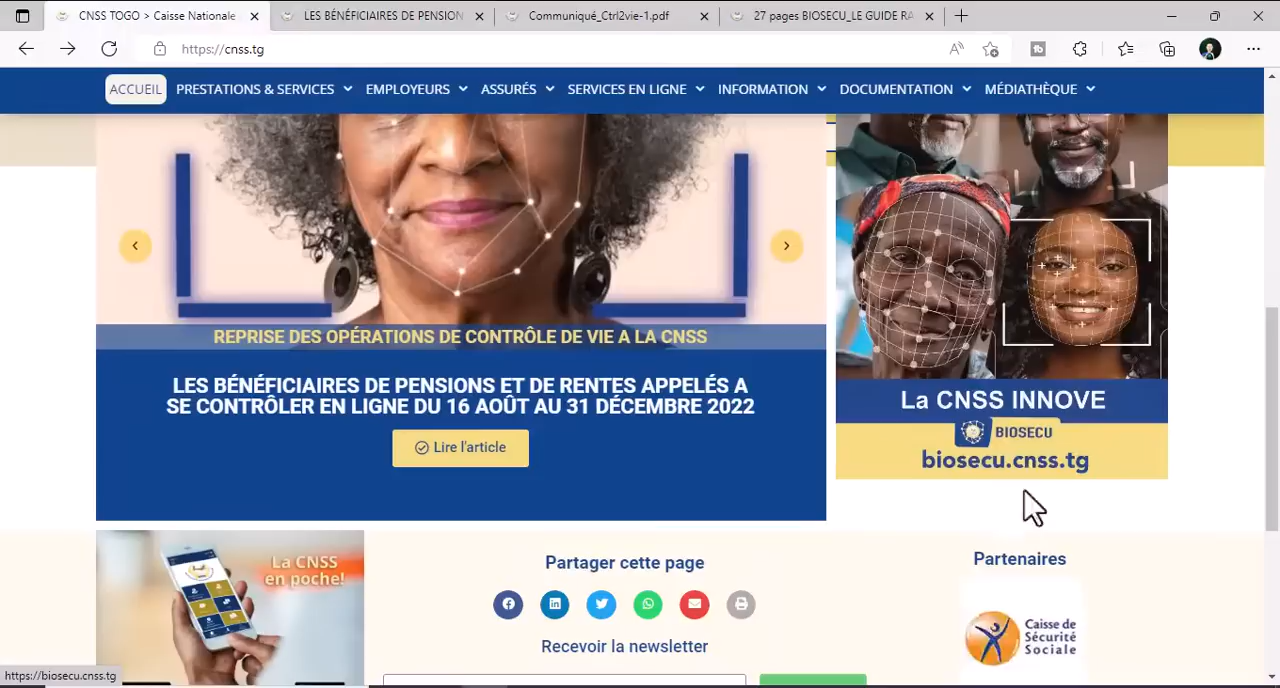 CNSS TOGO > Caisse Nationale
LES BÉNÉFICIAIRES DE PENSION
Communiqué_Ctrl2vie-1.pdf
27 pages BIOSECU_LE GUIDE RA
https://cnss.tg
ACCUEIL
PRESTATIONS & SERVICES
EMPLOYEURS
ASSURÉS
SERVICES EN LIGNE
INFORMATION
DOCUMENTATION
MÉDIATHÈQUE
REPRISE DES OPÉRATIONS DE CONTRÔLE DE VIE A LA CNSS
LES BÉNÉFICIAIRES DE PENSIONS ET DE RENTES APPELÉS A
SE CONTRÔLER EN LIGNE DU 16 AOÛT AU 31 DÉCEMBRE 2022
Lire l'article
La CNSS INNOVE
BIOSECU
biosecu.cnss.tg
La CNSS
en poche!
Partager cette page
Recevoir la newsletter
Partenaires
Caisse de
Sécurité
Sociale
https://biosecu.cnss.tg